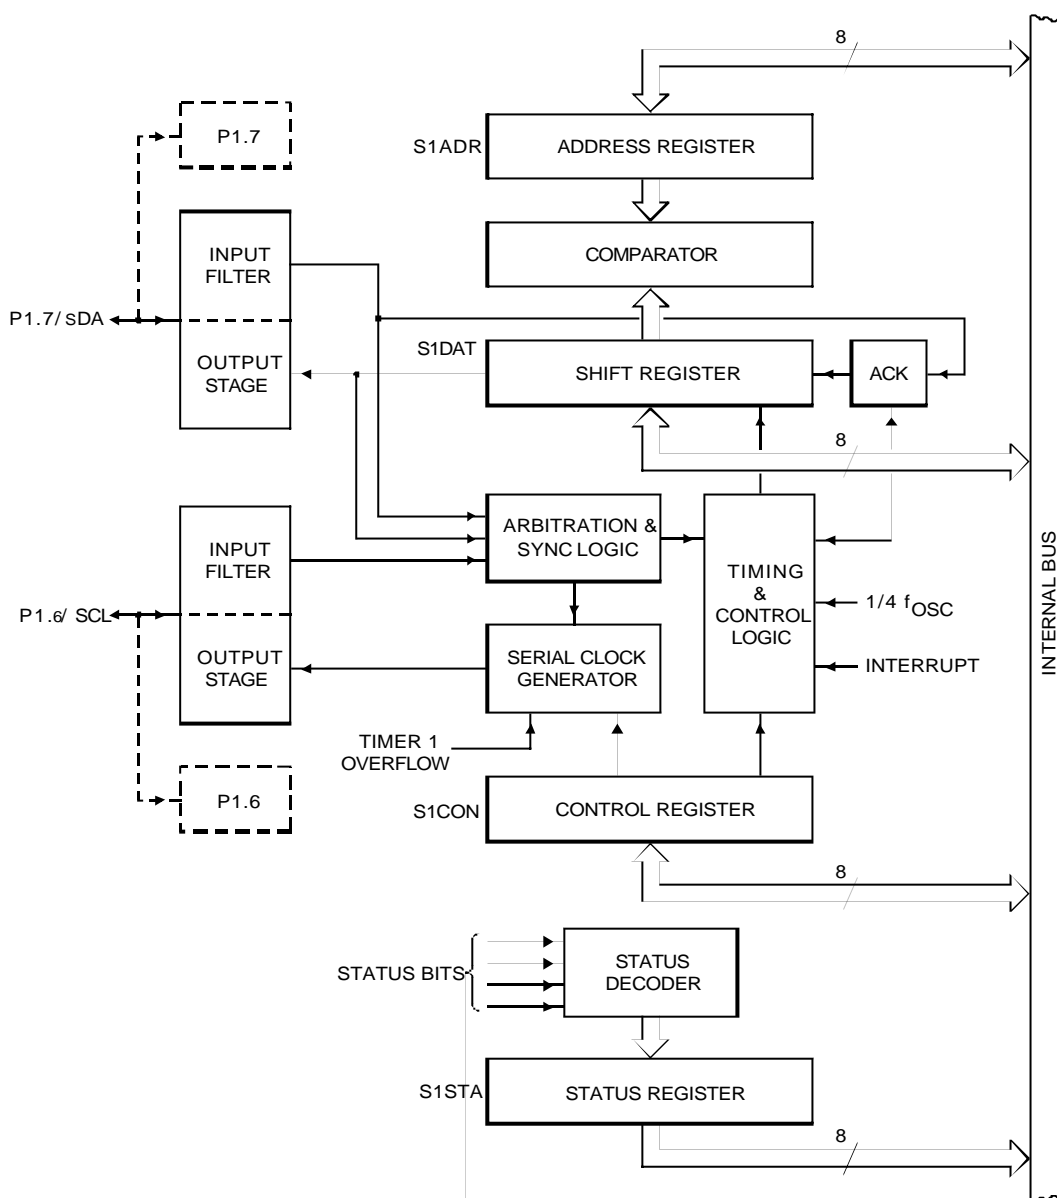 8
P1.7
S1ADR
ADDRESS REGISTER
INPUT
FILTER
COMPARATOR
P1.7/ SDA
S1DAT
OUTPUT
STAGE
SHIFT REGISTER
ACK
8
INPUT
FILTER
ARBITRATION &
SYNC LOGIC
TIMING
&
CONTROL
LOGIC
1/4 fOSC
P1.6/ SCL
OUTPUT
STAGE
SERIAL CLOCK
GENERATOR
INTERRUPT
INTERNAL BUS
TIMER 1
OVERFLOW
P1.6
S1CON
CONTROL REGISTER
8
STATUS BITS
STATUS
DECODER
S1STA
STATUS REGISTER
8